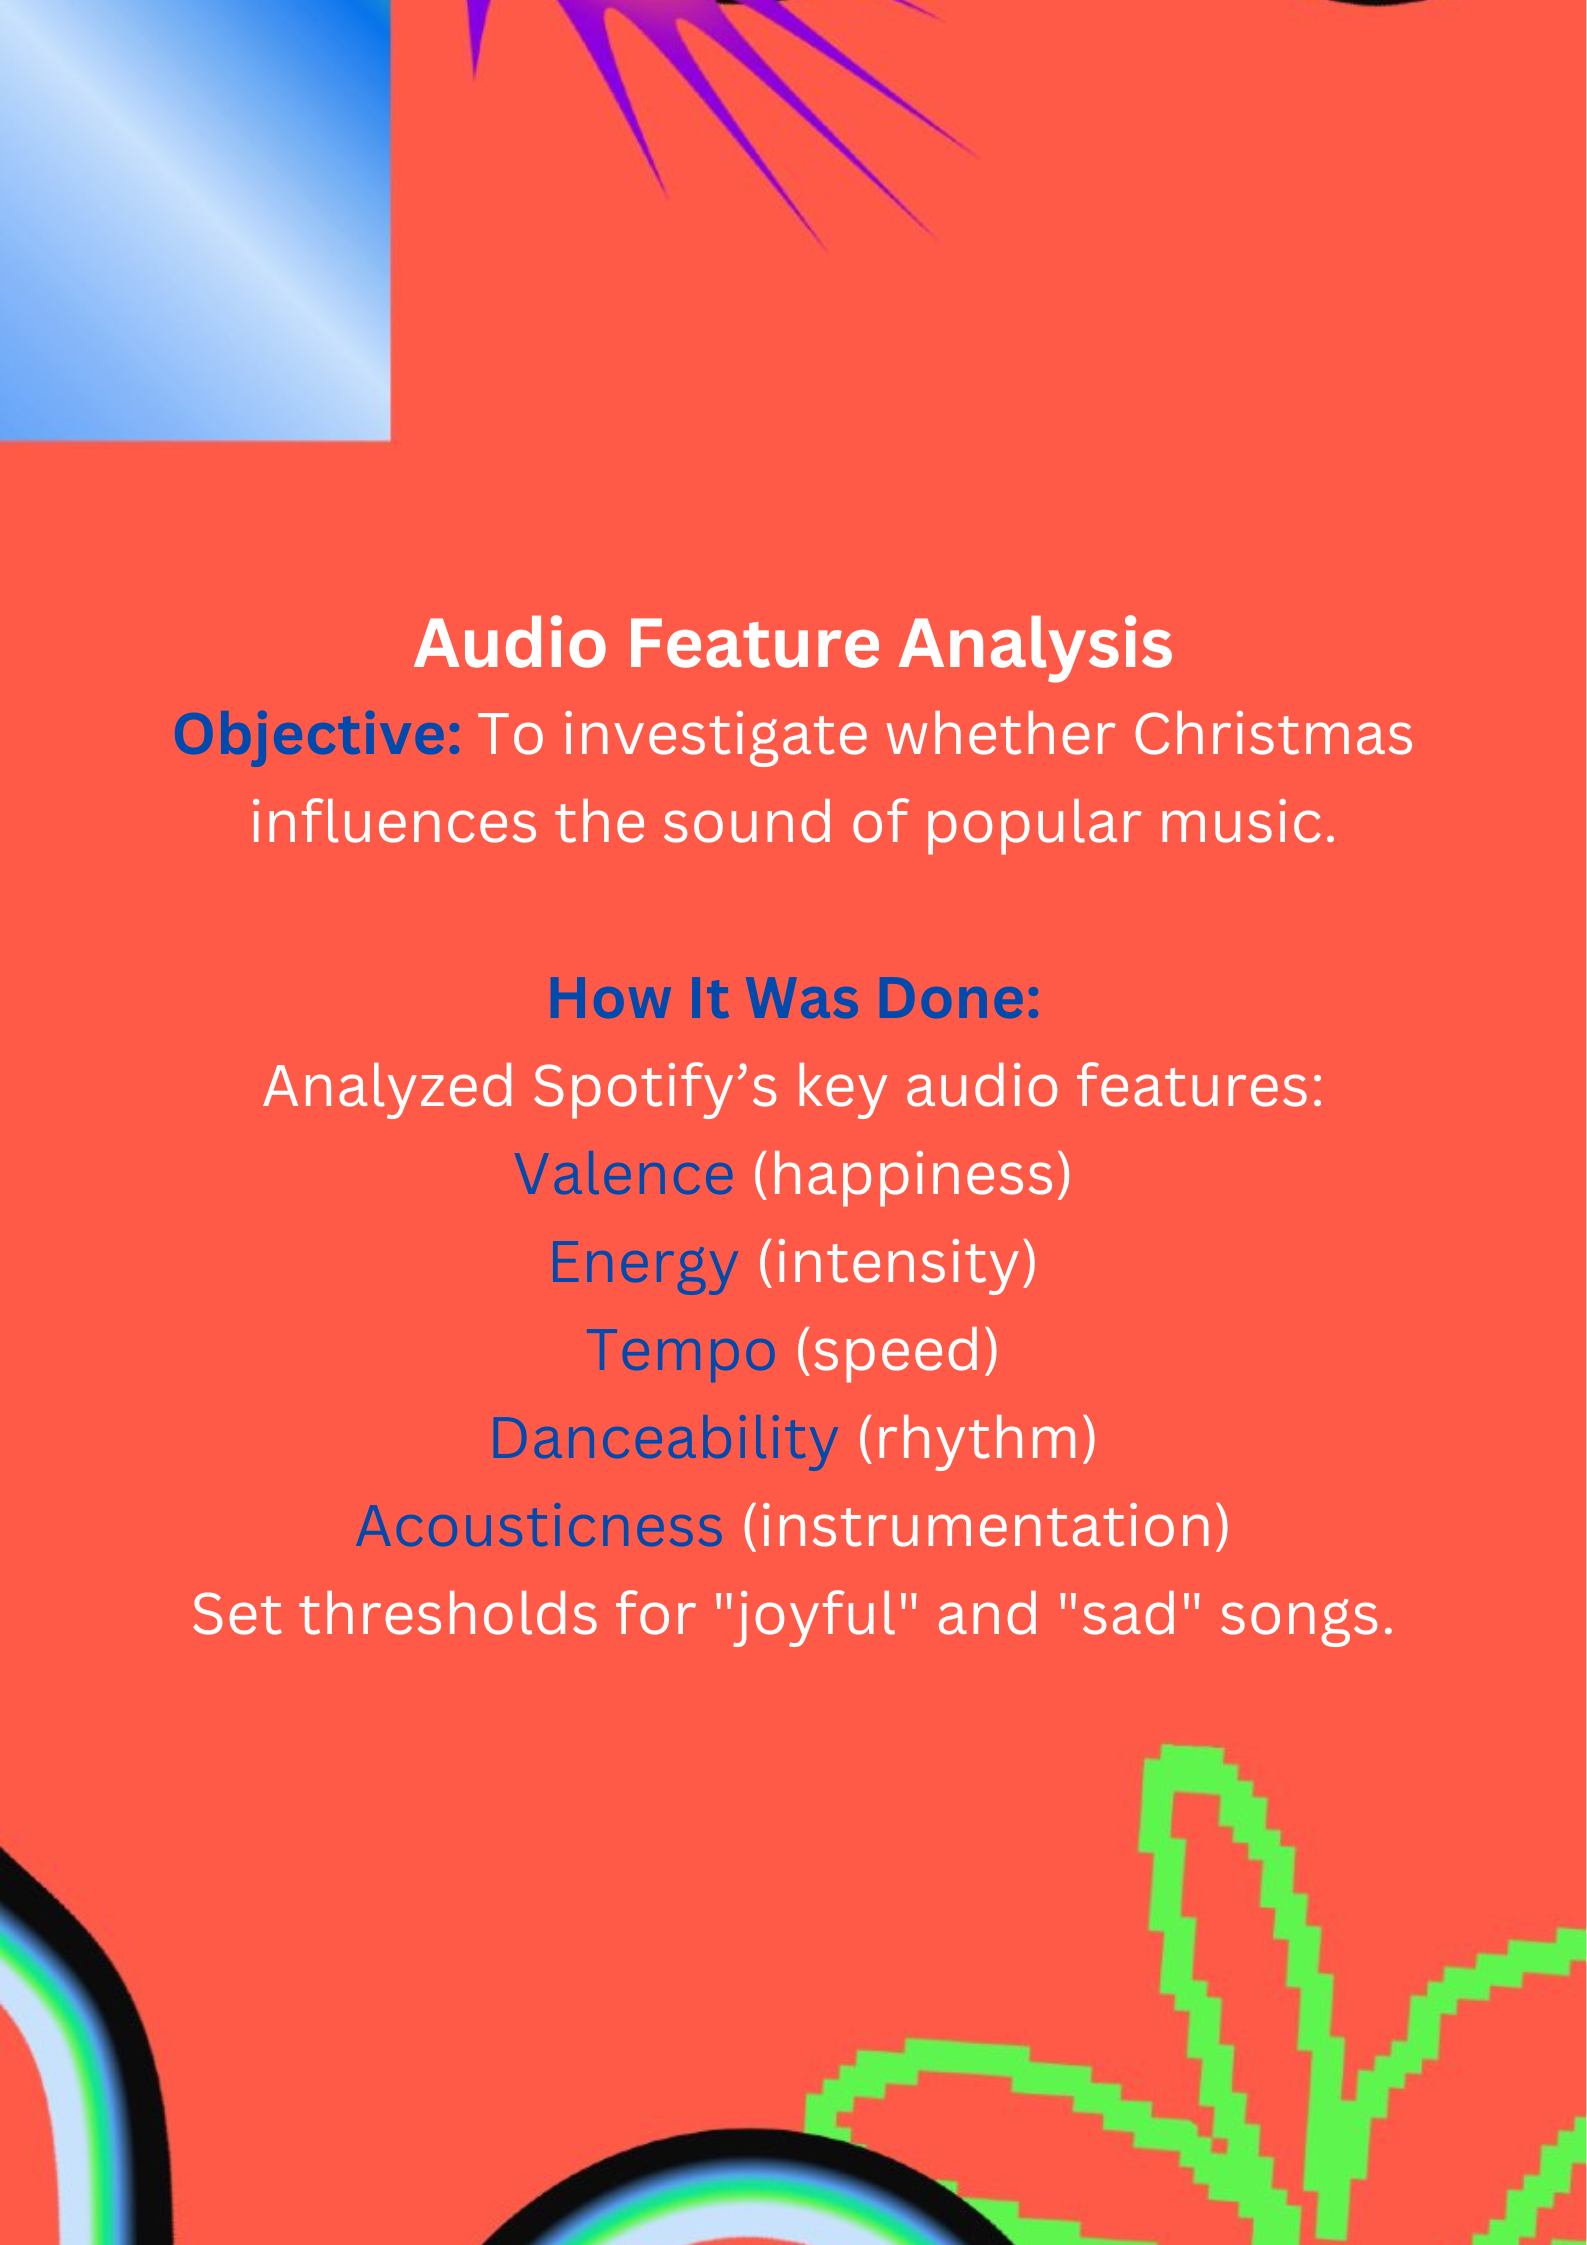 Audio Feature Analysis
Objective: To investigate whether Christmas
influences the sound of popular music.
How It Was Done:
Analyzed Spotify’s key audio features:
Valence (happiness)
Energy (intensity)
Tempo (speed)
Danceability (rhythm)
Acousticness (instrumentation)
Set thresholds for "joyful" and "sad" songs.